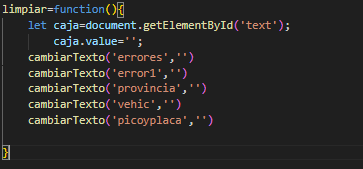 limpiar=function(){
    let caja=document.getElementById('text');
        caja.value='';
    cambiarTexto('errores','')
    cambiarTexto('error1','')
    cambiarTexto('provincia','')
    cambiarTexto('vehic','')
    cambiarTexto('picoyplaca','')
}